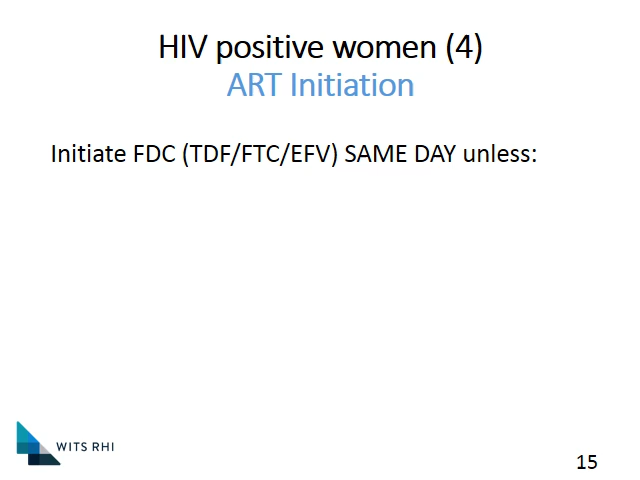 HIV positive women (4)
ART Initiation
Initiate FDC (TDF/FTC/EFV) SAME DAY unless:
WITS RHI
15